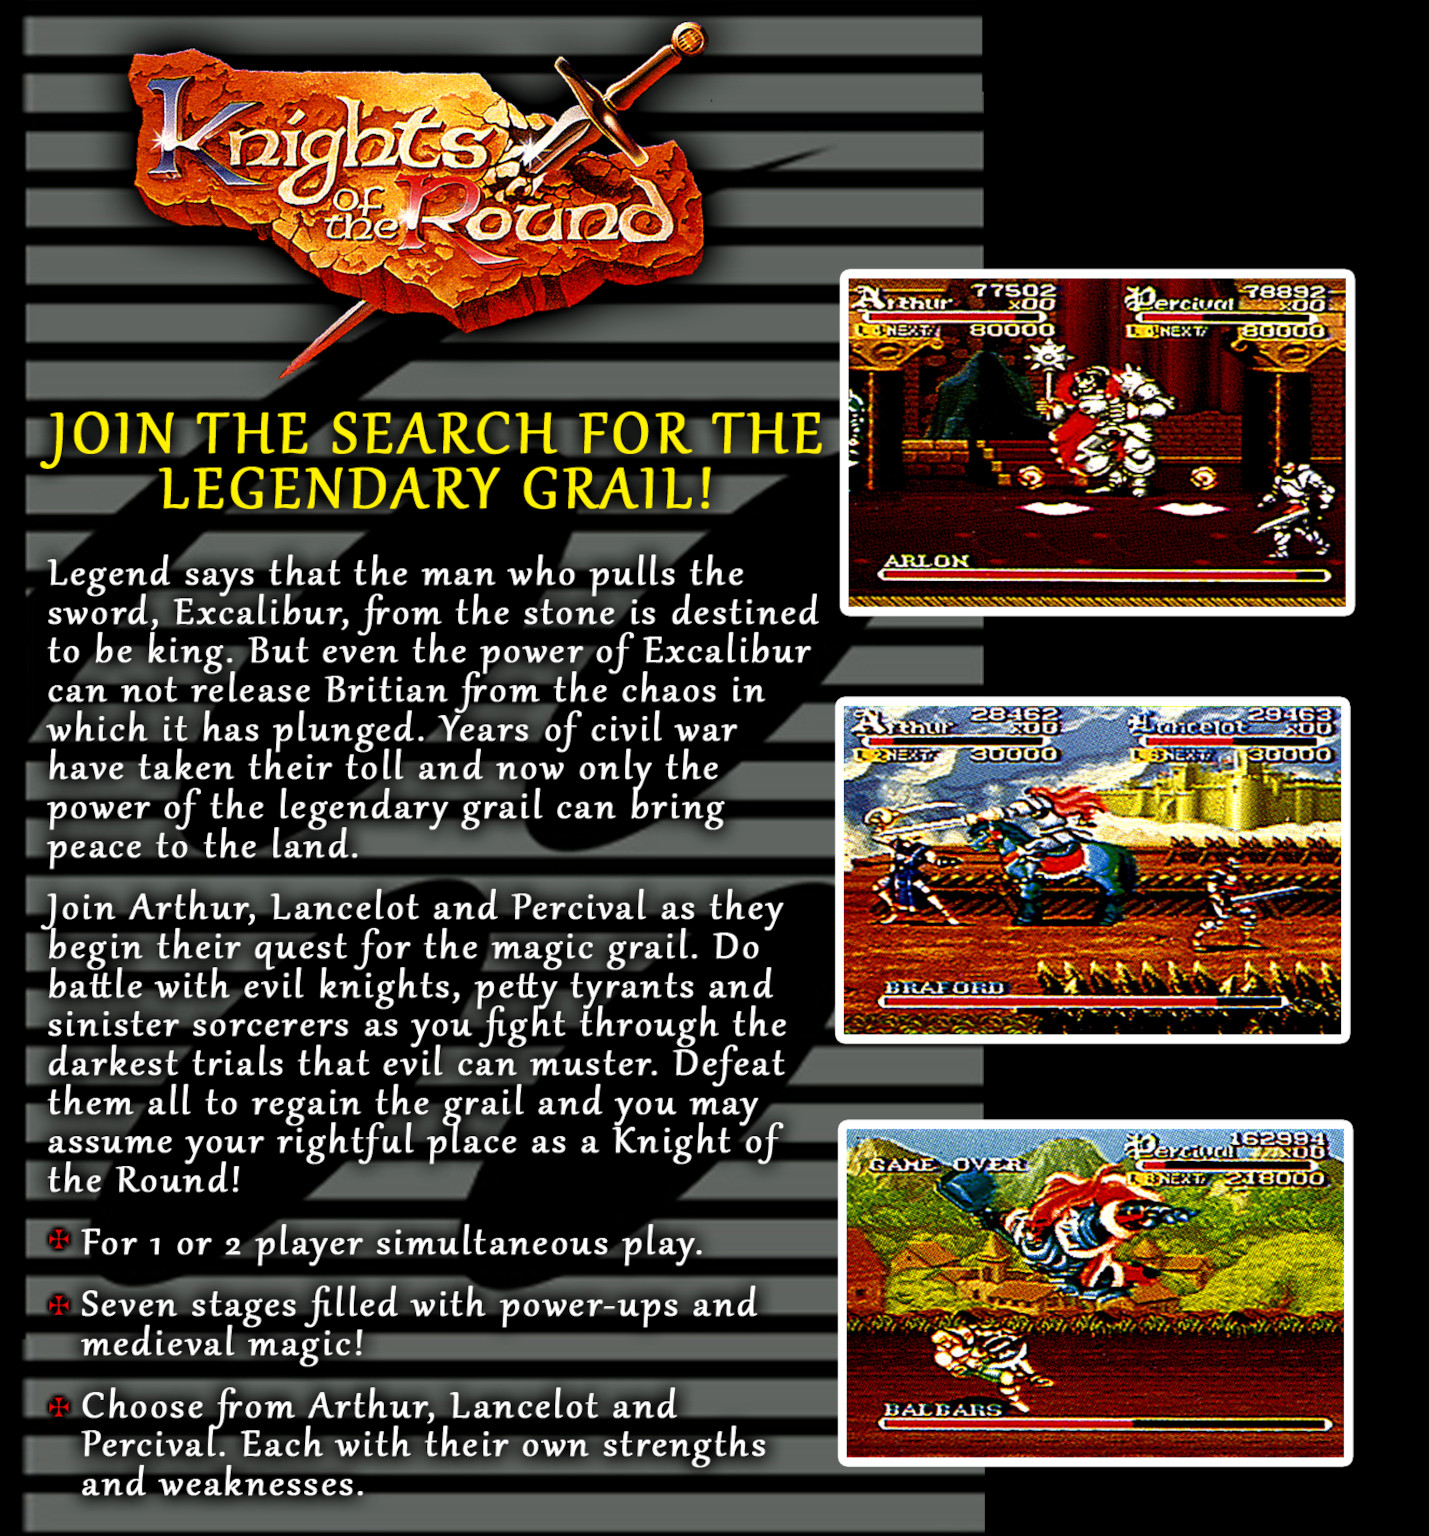 Knights
of
the Round
JOIN THE SEARCH FOR THE
LEGENDARY GRAIL!
Legend says that the man who pulls the
sword, Excalibur, from the stone is destined
to be king. But even the power of Excalibur
can not release Britian from the chaos in
which it has plunged. Years of civil war
have taken their toll and now only the
power of the legendary grail can bring
peace to the land.
Join Arthur, Lancelot and Percival as they
begin their quest for the magic grail. Do
battle with evil knights, petty tyrants and
sinister sorcerers as you fight through the
darkest trials that evil can muster. Defeat
them all to regain the grail and you may
assume your rightful place as a Knight of
the Round!
For 1 or 2 player simultaneous play.
Seven stages filled with power-ups and
medieval magic!
Choose from Arthur, Lancelot and
Percival. Each with their own strengths
and weaknesses.
Arthur 77502 Percival 78892
x00 x00
L 4 NEXT/ 80000 L 4 NEXT/ 80000
ARLON
Arthur 28462 Lancelot 29463
x00 x00
L 2 NEXT/ 30000 L 3 NEXT/ 30000
BRAFORD
GAME OVER Percival 162994
x00
NEXT/ 218000
BALBARS